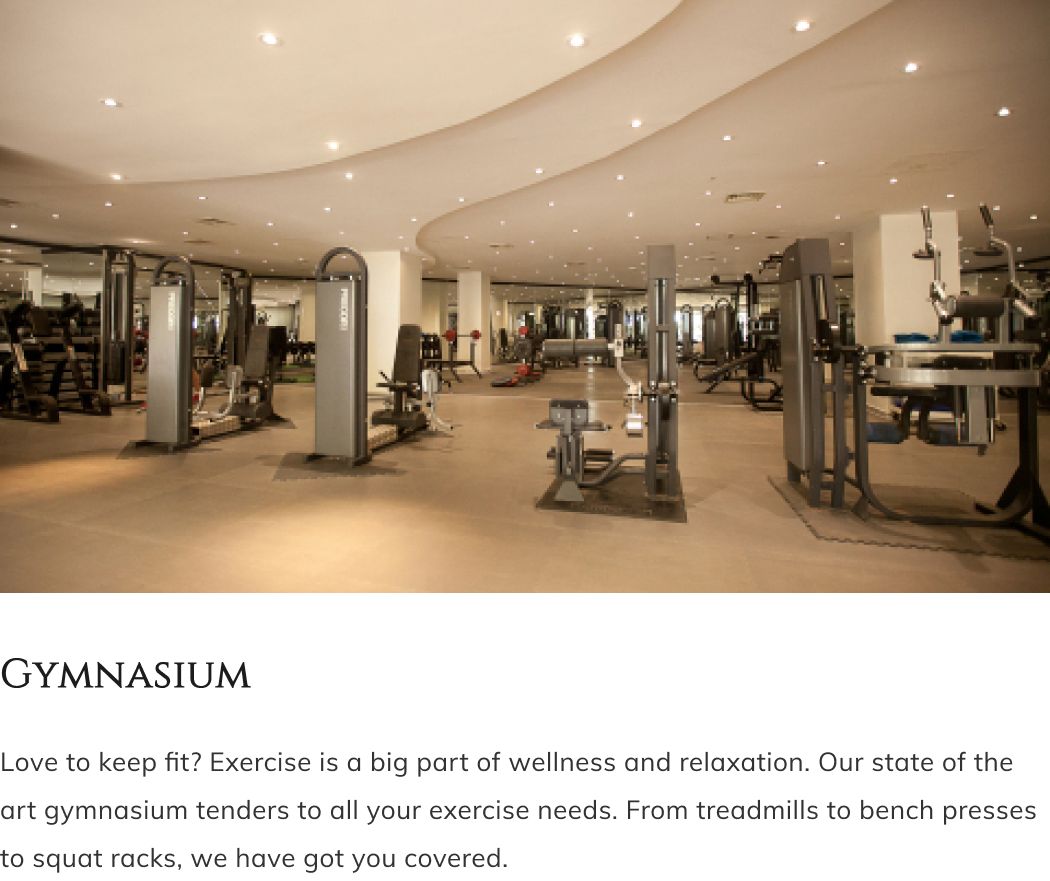 Gymnasium
Love to keep fit? Exercise is a big part of wellness and relaxation. Our state of the
art gymnasium tenders to all your exercise needs. From treadmills to bench presses
to squat racks, we have got you covered.